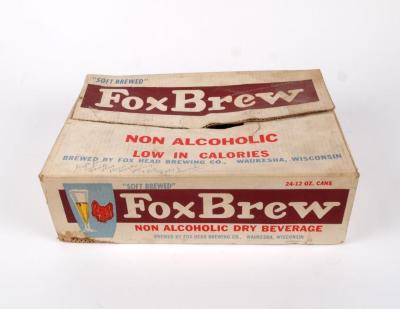 "SOFT BREWED"
FoxBrew
NON ALCOHOLIC
LOW IN CALORIES
BREWED BY FOX HEAD BREWING CO., WAUKESHA, WISCONSIN
"SOFT BREWED"
24-12 OZ. CANS
FoxBrew
NON ALCOHOLIC DRY BEVERAGE
BREWED BY FOX HEAD BREWING CO., WAUKESHA, WISCONSIN